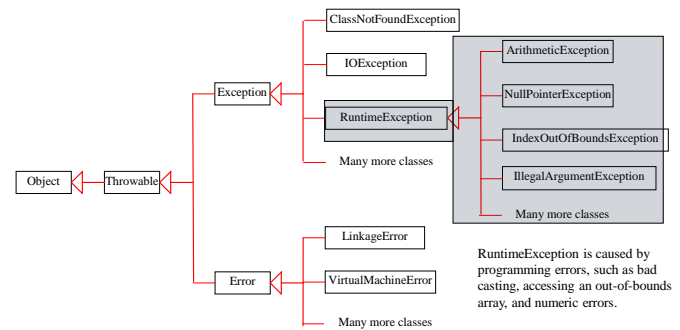 ClassNotFoundException
ArithmeticException
IOException
Exception
NullPointerException
RuntimeException
IndexOutOfBoundsException
Many more classes
Object
Throwable
IllegalArgumentException
Many more classes
LinkageError
RuntimeException is caused by
programming errors, such as bad
casting, accessing an out-of-bounds
array, and numeric errors.
Error
VirtualMachineError
Many more classes